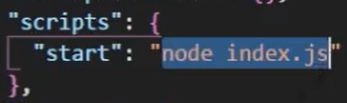 "scripts": {
"start": "node index.js"
},